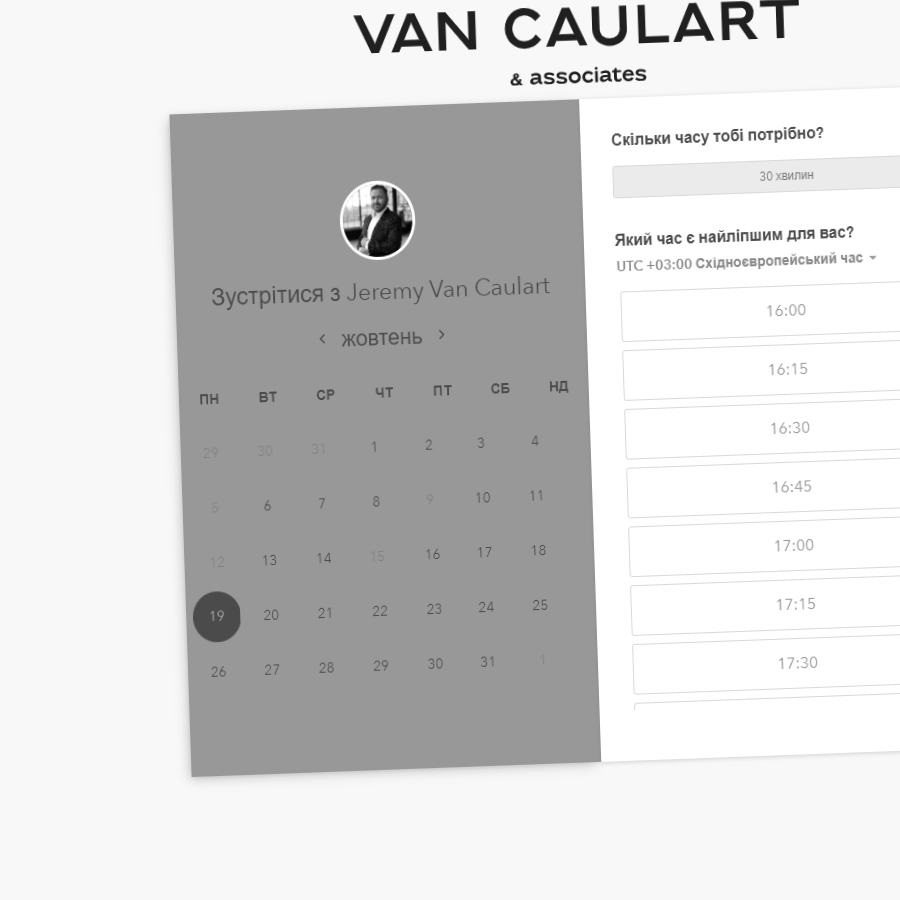 VAN CAULART
& associates
Зустрітися з Jeremy Van Caulart
‹ жовтень ›
ПН ВТ СР ЧТ ПТ СБ НД
29 30 31 1 2 3 4
5 6 7 8 9 10 11
12 13 14 15 16 17 18
19 20 21 22 23 24 25
26 27 28 29 30 31 1
Скільки часу тобі потрібно?
30 хвилин
Який час є найліпшим для вас?
UTC +03:00 Східноєвропейський час
16:00
16:15
16:30
16:45
17:00
17:15
17:30